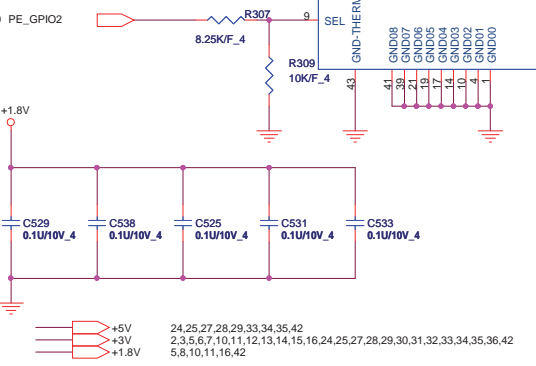 PE_GPIO2
R307
8.25K/F_4
R309
10K/F_4
9
SEL
GND-THERM
GND08
GND07
GND06
GND05
GND04
GND03
GND02
GND01
GND00
43
41
39
21
19
17
14
10
4
1
+1.8V
C529
0.1U/10V_4
C538
0.1U/10V_4
C525
0.1U/10V_4
C531
0.1U/10V_4
C533
0.1U/10V_4
+5V 24,25,27,28,29,33,34,35,42
+3V 2,3,5,6,7,10,11,12,13,14,15,16,24,25,27,28,29,30,31,32,33,34,35,36,42
+1.8V 5,8,10,11,16,42